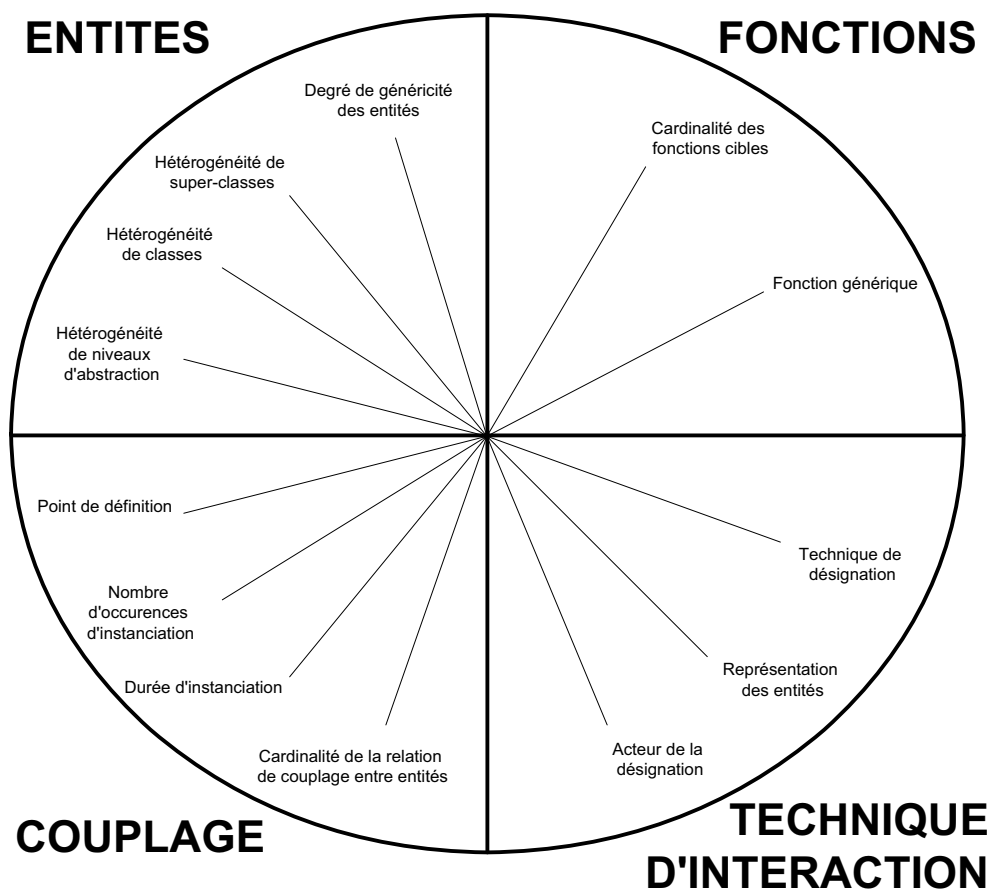 ENTITES
FONCTIONS
Degré de généricité
des entités
Cardinalité des
fonctions cibles
Hétérogénéité de
super-classes
Hétérogénéité
de classes
Fonction générique
Hétérogénéité
de niveaux
d'abstraction
Point de définition
Technique de
désignation
Nombre
d'occurences
d'instanciation
Représentation
des entités
Durée d'instanciation
Acteur de la
désignation
Cardinalité de la relation
de couplage entre entités
COUPLAGE
TECHNIQUE
D'INTERACTION